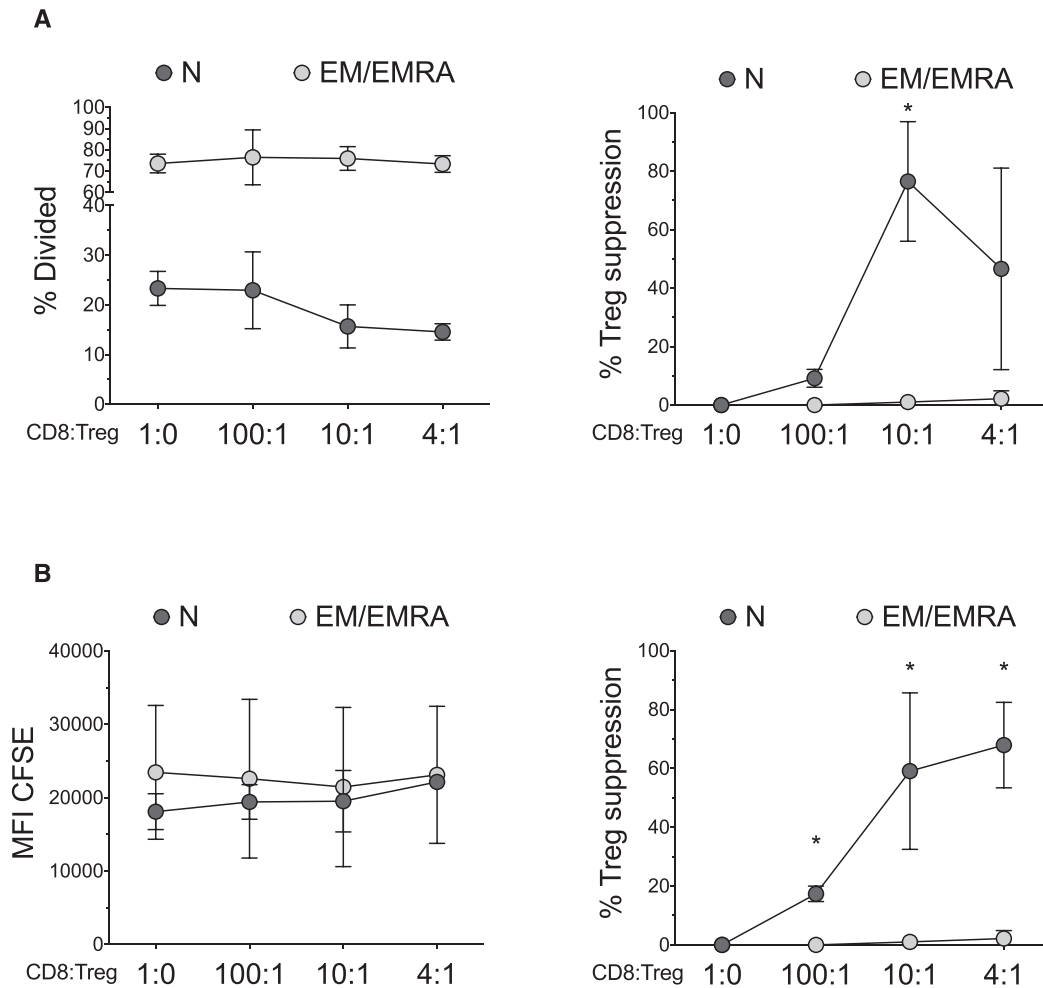 A
N EM/EMRA
% Divided
100
90
80
70
60
40
30
20
10
0
CD8:Treg 1:0 100:1 10:1 4:1
N EM/EMRA
% Treg suppression
100
80
60
40
20
0
*
CD8:Treg 1:0 100:1 10:1 4:1
B
N EM/EMRA
MFI CFSE
40000
30000
20000
10000
0
CD8:Treg 1:0 100:1 10:1 4:1
N EM/EMRA
% Treg suppression
100
80
60
40
20
0
* * *
CD8:Treg 1:0 100:1 10:1 4:1